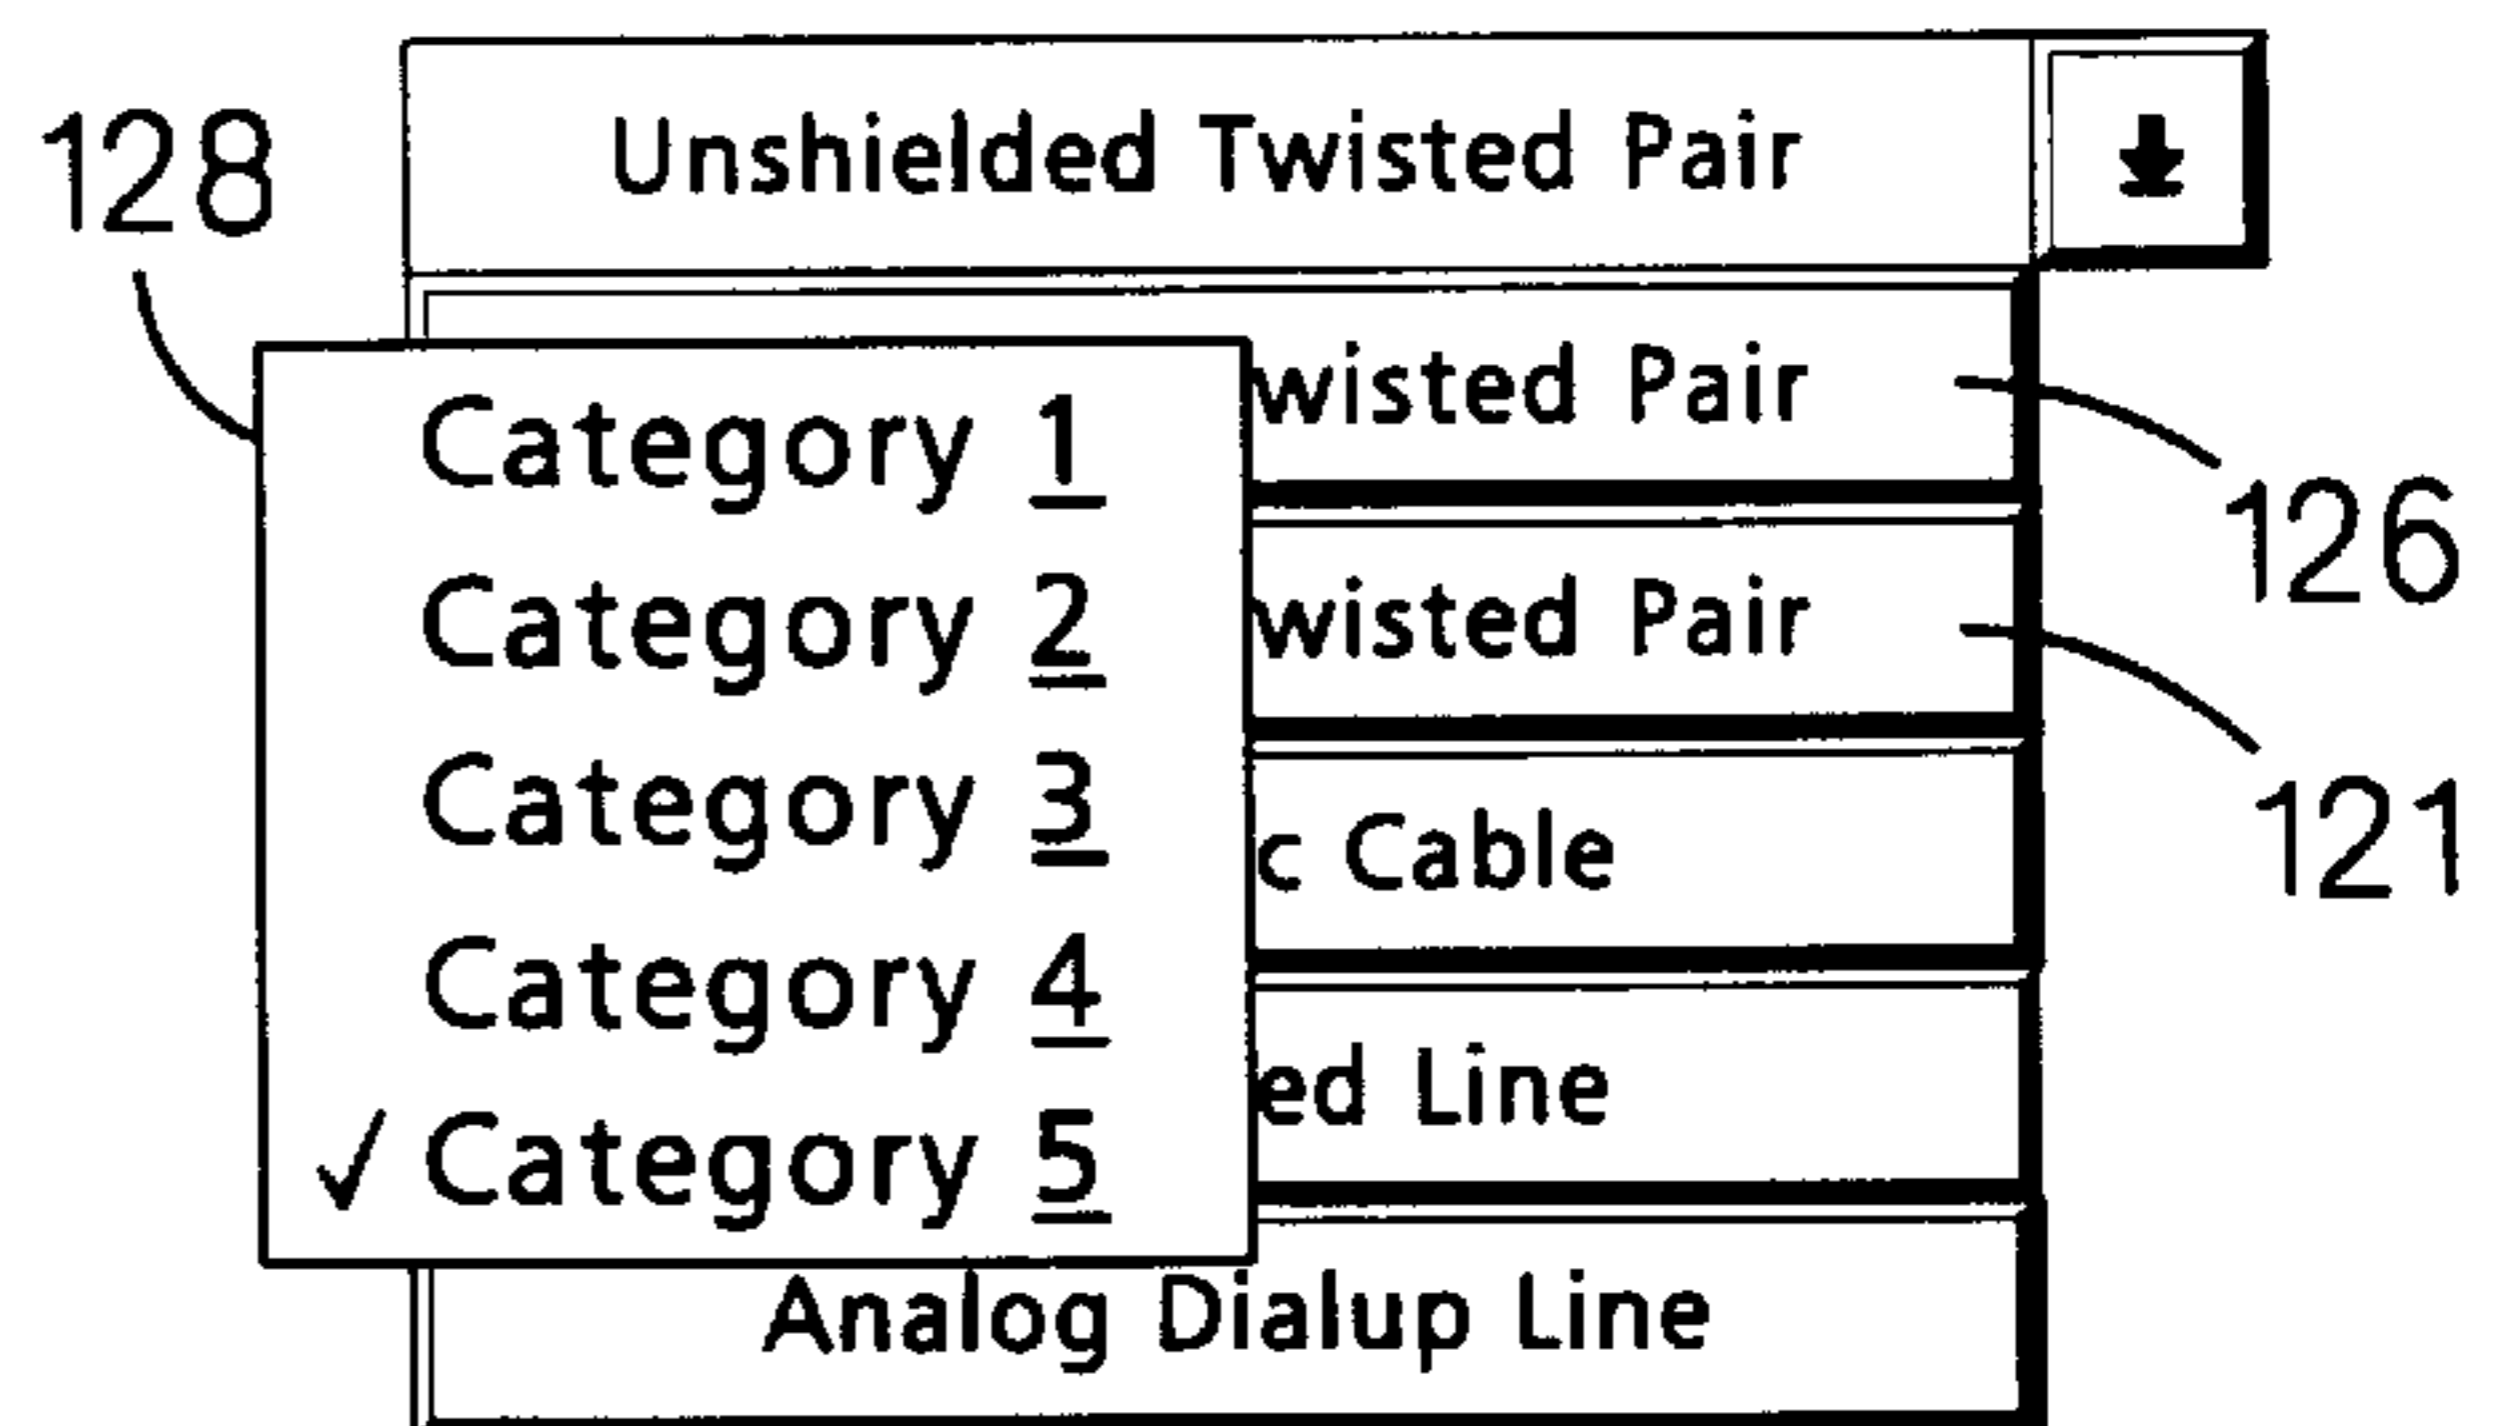 Unshielded Twisted Pair
128
wisted Pair
Category 1
126
Category 2
wisted Pair
121
Category 3
c Cable
Category 4
ed Line
✓ Category 5
Analog Dialup Line